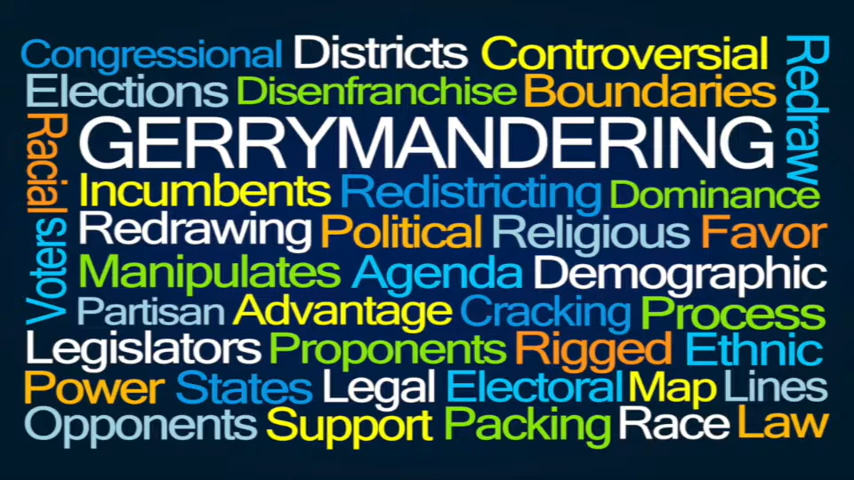 Congressional Districts Controversial
Redraw
Elections Disenfranchise Boundaries
Racial
GERRYMANDERING
Incumbents Redistricting Dominance
Redrawing Political Religious Favor
Voters
Manipulates Agenda Demographic
Partisan Advantage Cracking Process
Legislators Proponents Rigged Ethnic
Power States Legal Electoral Map Lines
Opponents Support Packing Race Law